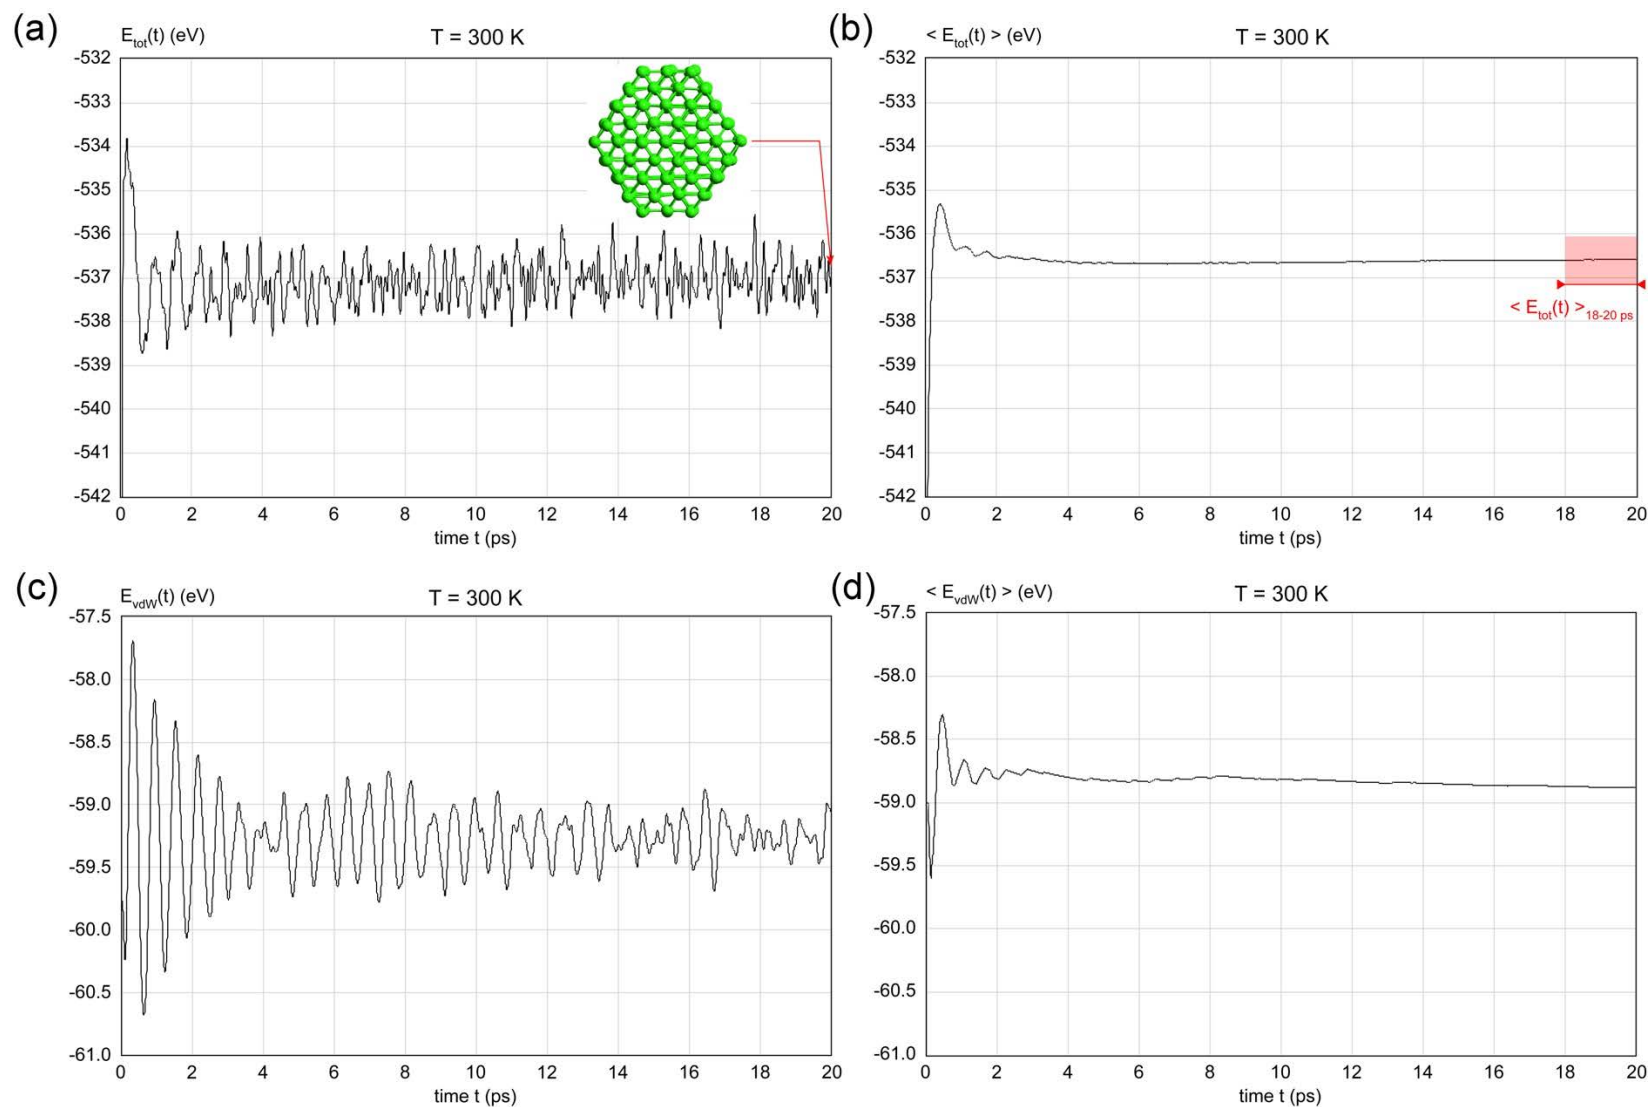 (a)
E_tot(t) (eV)
T = 300 K
-532
-533
-534
-535
-536
-537
-538
-539
-540
-541
-542
0 2 4 6 8 10 12 14 16 18 20
time t (ps)
(b)
< E_tot(t) > (eV)
T = 300 K
-532
-533
-534
-535
-536
-537
-538
-539
-540
-541
-542
< E_tot(t) >_18-20 ps
0 2 4 6 8 10 12 14 16 18 20
time t (ps)
(c)
E_vdW(t) (eV)
T = 300 K
-57.5
-58.0
-58.5
-59.0
-59.5
-60.0
-60.5
-61.0
0 2 4 6 8 10 12 14 16 18 20
time t (ps)
(d)
< E_vdW(t) > (eV)
T = 300 K
-57.5
-58.0
-58.5
-59.0
-59.5
-60.0
-60.5
-61.0
0 2 4 6 8 10 12 14 16 18 20
time t (ps)